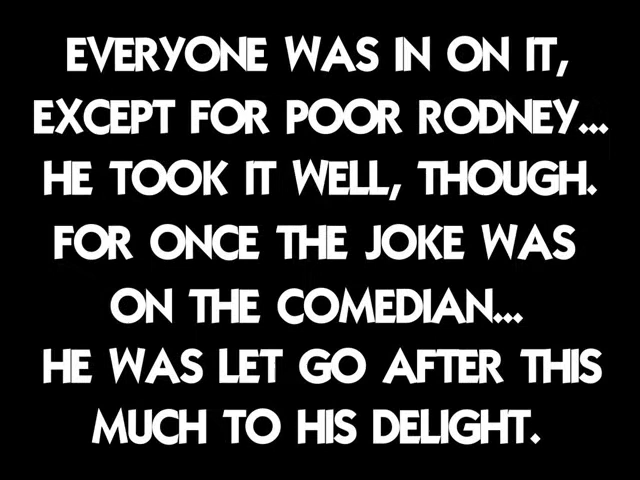 EVERYONE WAS IN ON IT,
EXCEPT FOR POOR RODNEY...
HE TOOK IT WELL, THOUGH.
FOR ONCE THE JOKE WAS
ON THE COMEDIAN...
HE WAS LET GO AFTER THIS
MUCH TO HIS DELIGHT.